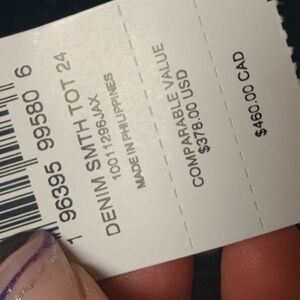 1 96395 99580 6
DENIM SMTH TOT 24
10011296JAX
MADE IN PHILIPPINES
COMPARABLE VALUE
$378.00 USD
$460.00 CAD